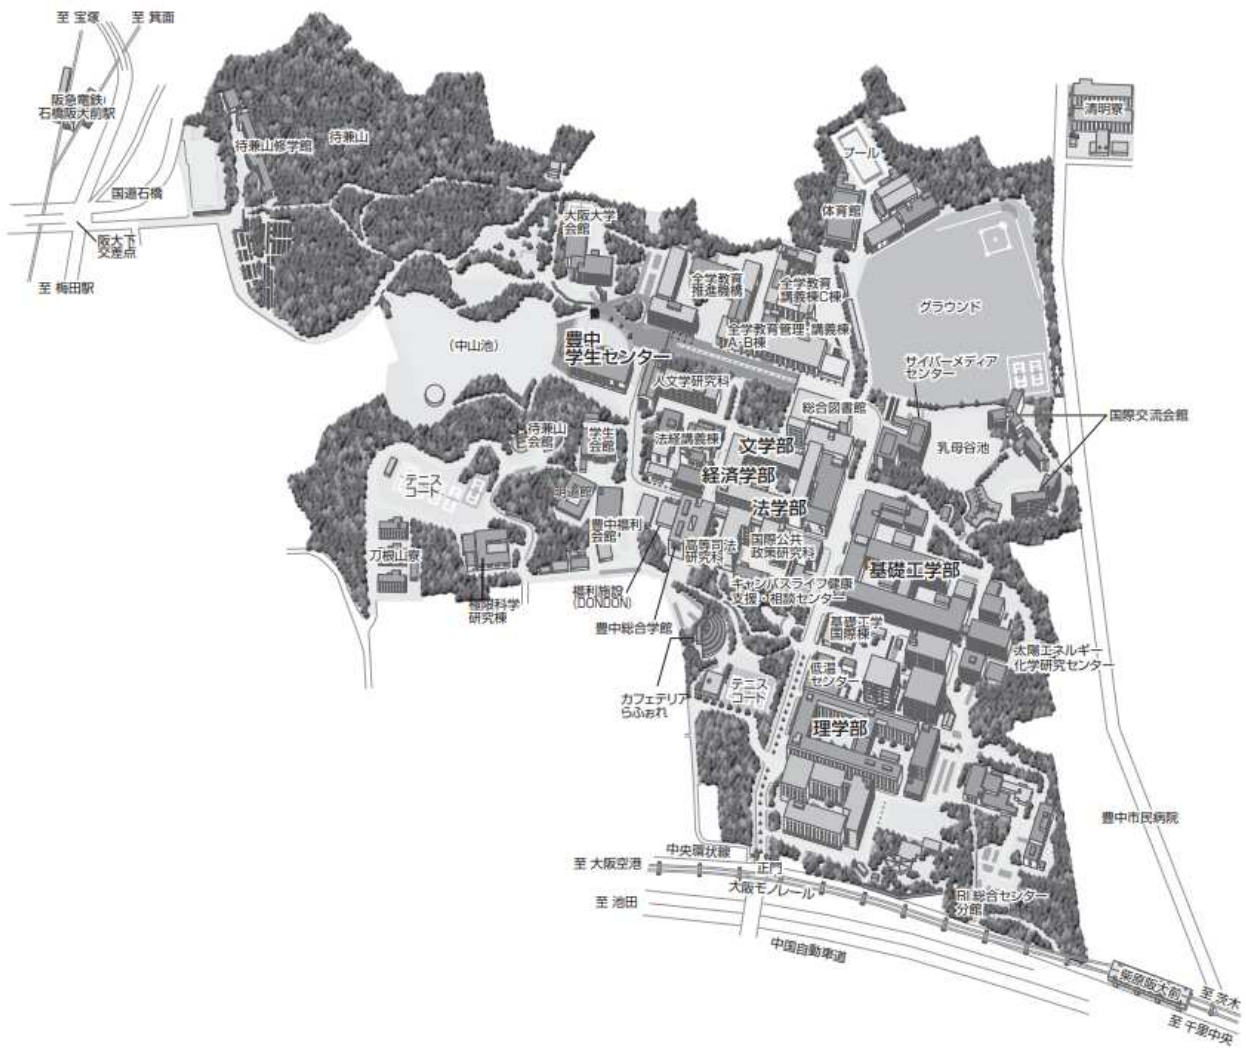 至 宝塚
至 箕面
阪急電鉄
石橋阪大前駅
国道石橋
阪大下
交差点
至 梅田駅
待兼山修学館
待兼山
大阪大学
会館
プール
体育館
清明寮
全学教育
推進機構
全学教育
講義棟C棟
全学教育管理・講義棟
A・B棟
グラウンド
(中山池)
豊中
学生センター
人文学研究科
サイバーメディア
センター
総合図書館
国際交流会館
待兼山
会館
学生
会館
法経講義棟
文学部
乳母谷池
経済学部
テニス
コート
明道館
法学部
豊中福利
会館
高等司法
研究科
国際公共
政策研究科
刀根山寮
基礎工学部
極限科学
研究棟
福利施設
(DONDON)
キャンパスライフ健康
支援・相談センター
豊中総合学館
基礎工学
国際棟
太陽エネルギー
化学研究センター
低温
センター
カフェテリア
らふぉれ
テニス
コート
理学部
豊中市民病院
中央環状線
至 大阪空港
正門
大阪モノレール
至 池田
RI 総合センター
分館
中国自動車道
柴原阪大前
至 茨木
至 千里中央